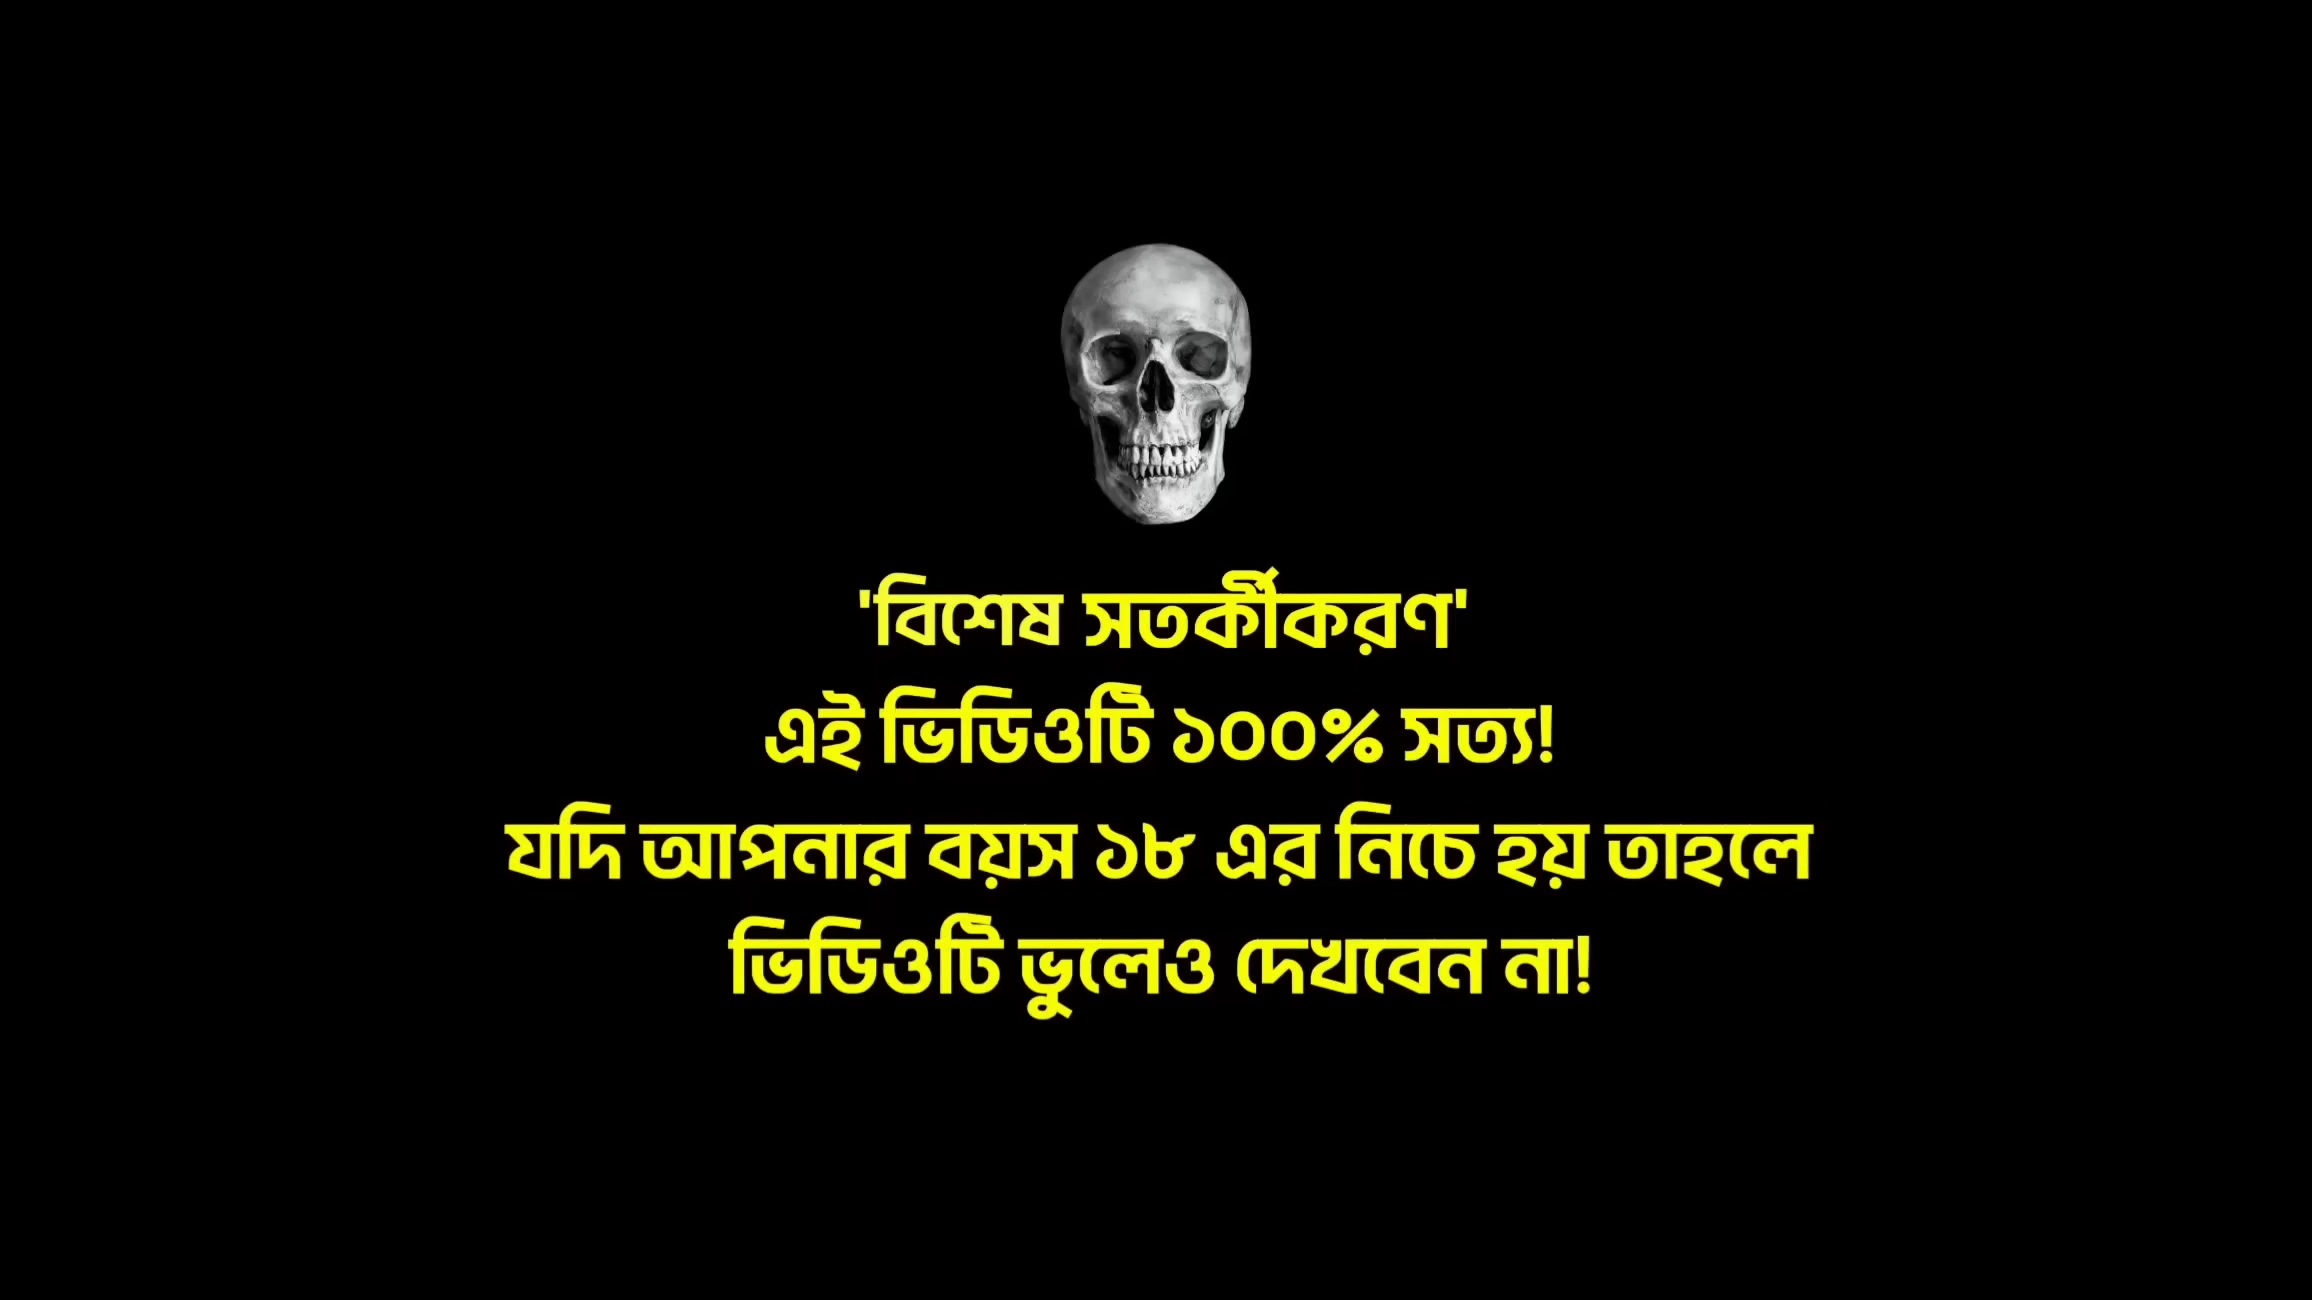 'বিশেষ সতর্কীকরণ'
এই ভিডিওটি ১০০% সত্য!
যদি আপনার বয়স ১৮ এর নিচে হয় তাহলে
ভিডিওটি ভুলেও দেখবেন না!